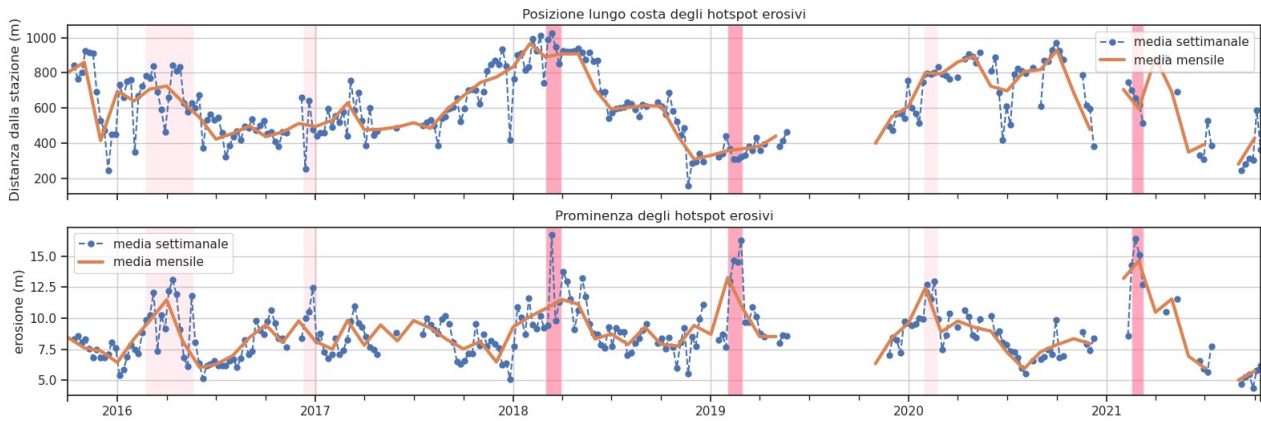 Posizione lungo costa degli hotspot erosivi
Distanza dalla stazione (m)
1000
800
600
400
200
media settimanale
media mensile
Prominenza degli hotspot erosivi
erosione (m)
15.0
12.5
10.0
7.5
5.0
media settimanale
media mensile
2016 2017 2018 2019 2020 2021